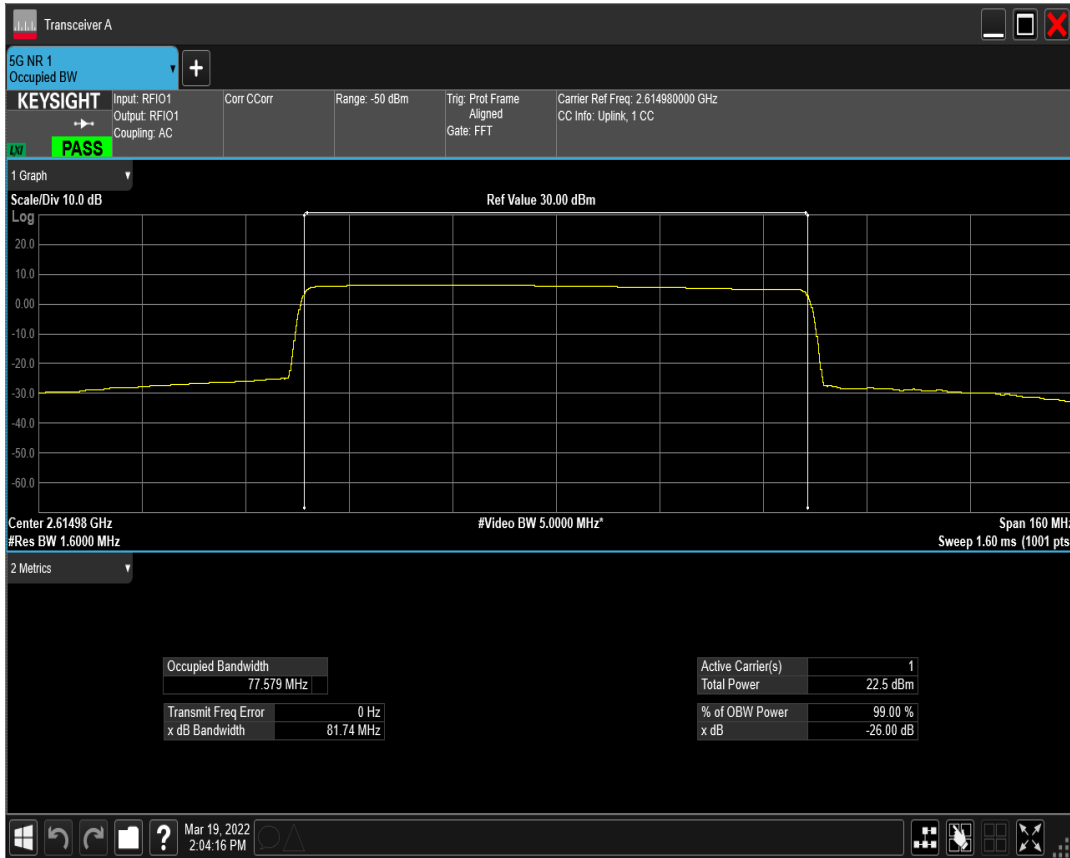 Transceiver A
5G NR 1
Occupied BW
+
KEYSIGHT
LXI
PASS
Input: RFIO1
Output: RFIO1
Coupling: AC
Corr CCorr
Range: -50 dBm
Trig: Prot Frame
Aligned
Gate: FFT
Carrier Ref Freq: 2.614980000 GHz
CC Info: Uplink, 1 CC
1 Graph
Scale/Div 10.0 dB
Ref Value 30.00 dBm
Log
20.0
10.0
0.00
-10.0
-20.0
-30.0
-40.0
-50.0
-60.0
Center 2.61498 GHz
#Video BW 5.0000 MHz*
Span 160 MHz
#Res BW 1.6000 MHz
Sweep 1.60 ms (1001 pts
2 Metrics
Occupied Bandwidth
77.579 MHz
Transmit Freq Error 0 Hz
x dB Bandwidth 81.74 MHz
Active Carrier(s) 1
Total Power 22.5 dBm
% of OBW Power 99.00 %
x dB -26.00 dB
?
Mar 19, 2022
2:04:16 PM